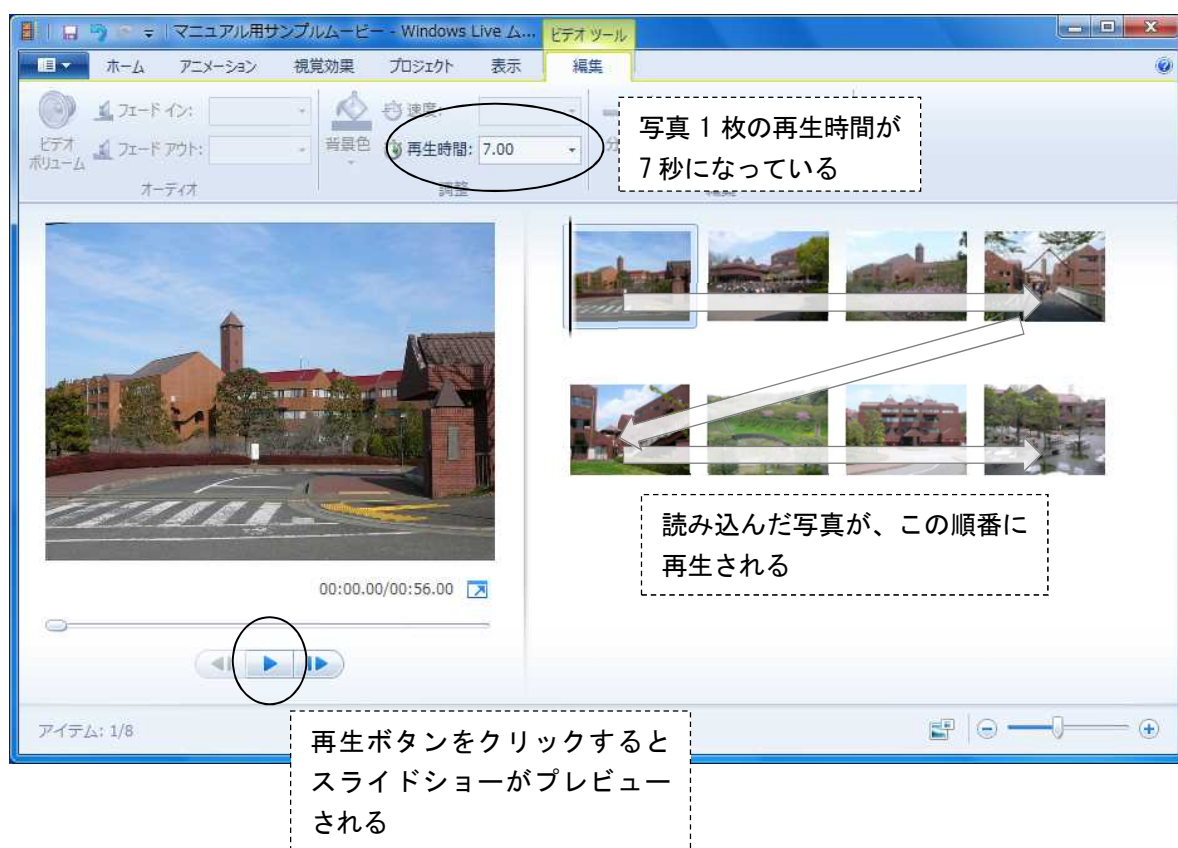 マニュアル用サンプルムービー - Windows Live ム... ビデオ ツール
ホーム アニメーション 視覚効果 プロジェクト 表示 編集
フェード イン: 速度:
ビデオ ボリューム フェード アウト: 背景色 再生時間: 7.00 分
オーディオ 調整
写真 1 枚の再生時間が
7 秒になっている
読み込んだ写真が、この順番に
再生される
00:00.00/00:56.00
アイテム: 1/8
再生ボタンをクリックすると
スライドショーがプレビュー
される